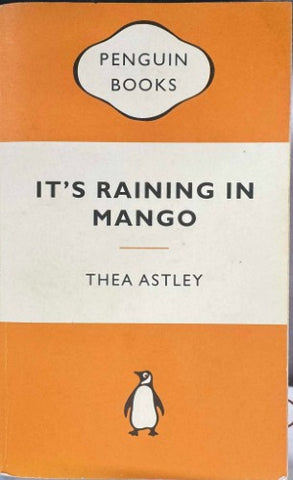 PENGUIN
BOOKS
IT'S RAINING IN
MANGO
THEA ASTLEY